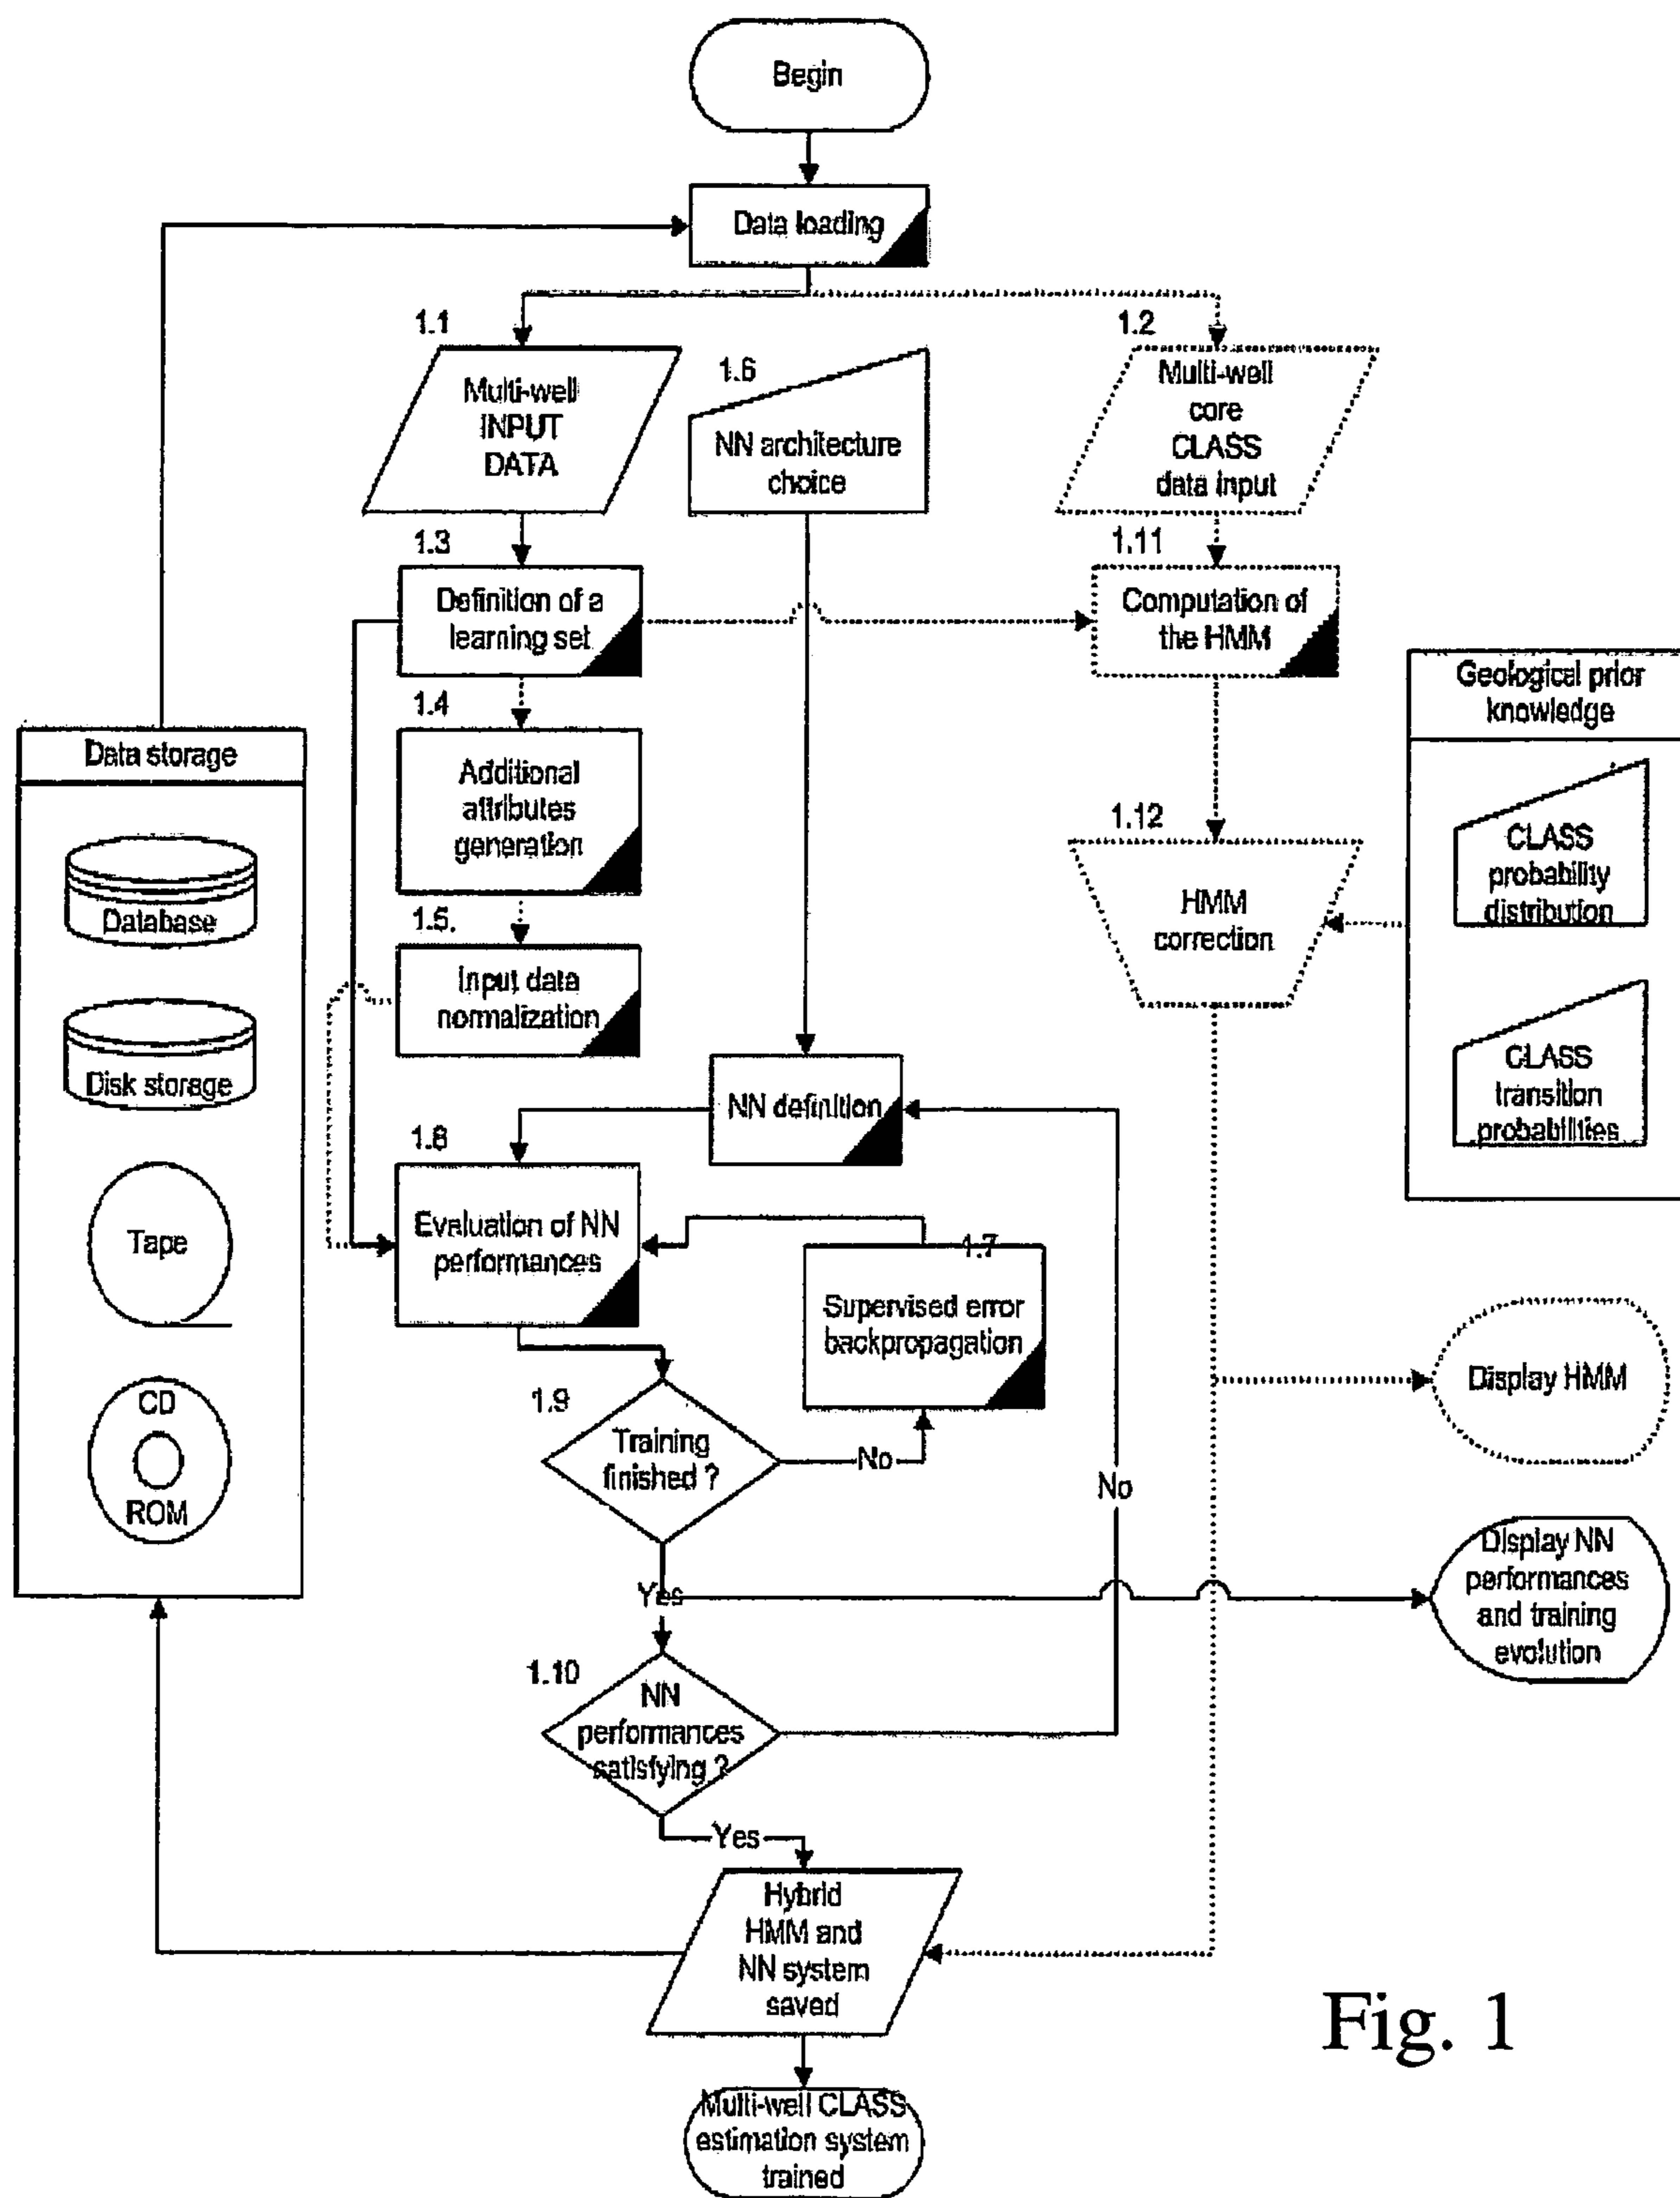 Begin
Data loading
1.1
Multi-well
INPUT
DATA
1.6
NN architecture
choice
1.2
Multi-well
core
CLASS
data input
1.3
Definition of a
learning set
1.11
Computation of
the HMM
1.4
Additional
attributes
generation
1.5.
Input data
normalization
1.12
HMM
correction
Geological prior
knowledge
CLASS
probability
distribution
CLASS
transition
probabilities
Data storage
Database
Disk storage
Tape
CD
ROM
NN definition
1.8
Evaluation of NN
performances
1.7
Supervised error
backpropagation
1.9
Training
finished ?
No
Yes
No
Display HMM
Display NN
performances
and training
evolution
1.10
NN
performances
satisfying ?
Yes
Hybrid
HMM and
NN system
saved
Multi-well CLASS
estimation system
trained
Fig. 1